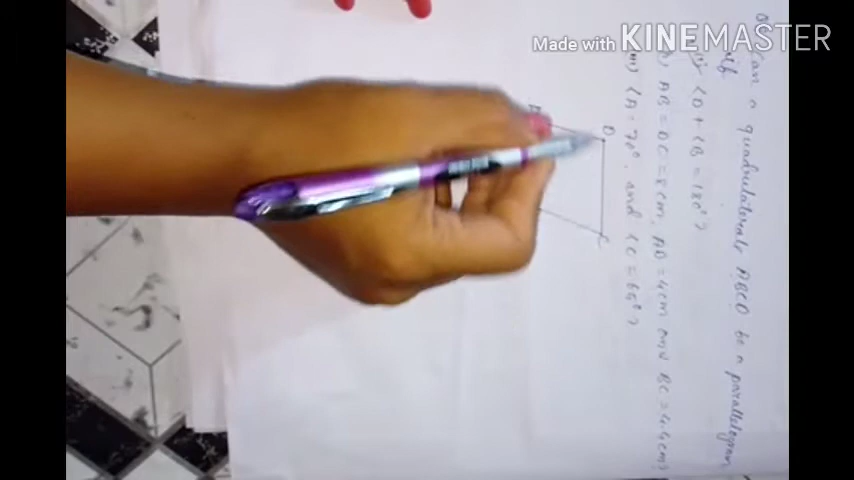 Made with KINEMASTER
Can a quadrilaterals ABCD be a parallelogram
if
(i) ∠D + ∠B = 180° ?
(ii) AB = DC = 8 cm, AD = 4 cm and BC = 4.4 cm ?
(iii) ∠A = 70°, and ∠C = 65° ?
D
C